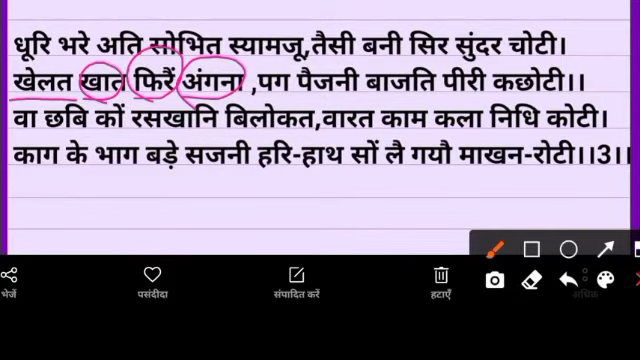 धूरि भरे अति सोभित स्यामजू,तैसी बनी सिर सुंदर चोटी।
खेलत खात फिरैं अंगना ,पग पैजनी बाजति पीरी कछोटी।।
वा छबि कों रसखानि बिलोकत,वारत काम कला निधि कोटी।
काग के भाग बड़े सजनी हरि-हाथ सों लै गयौ माखन-रोटी।।3।।
भेजें पसंदीदा संपादित करें हटाएँ अधिक